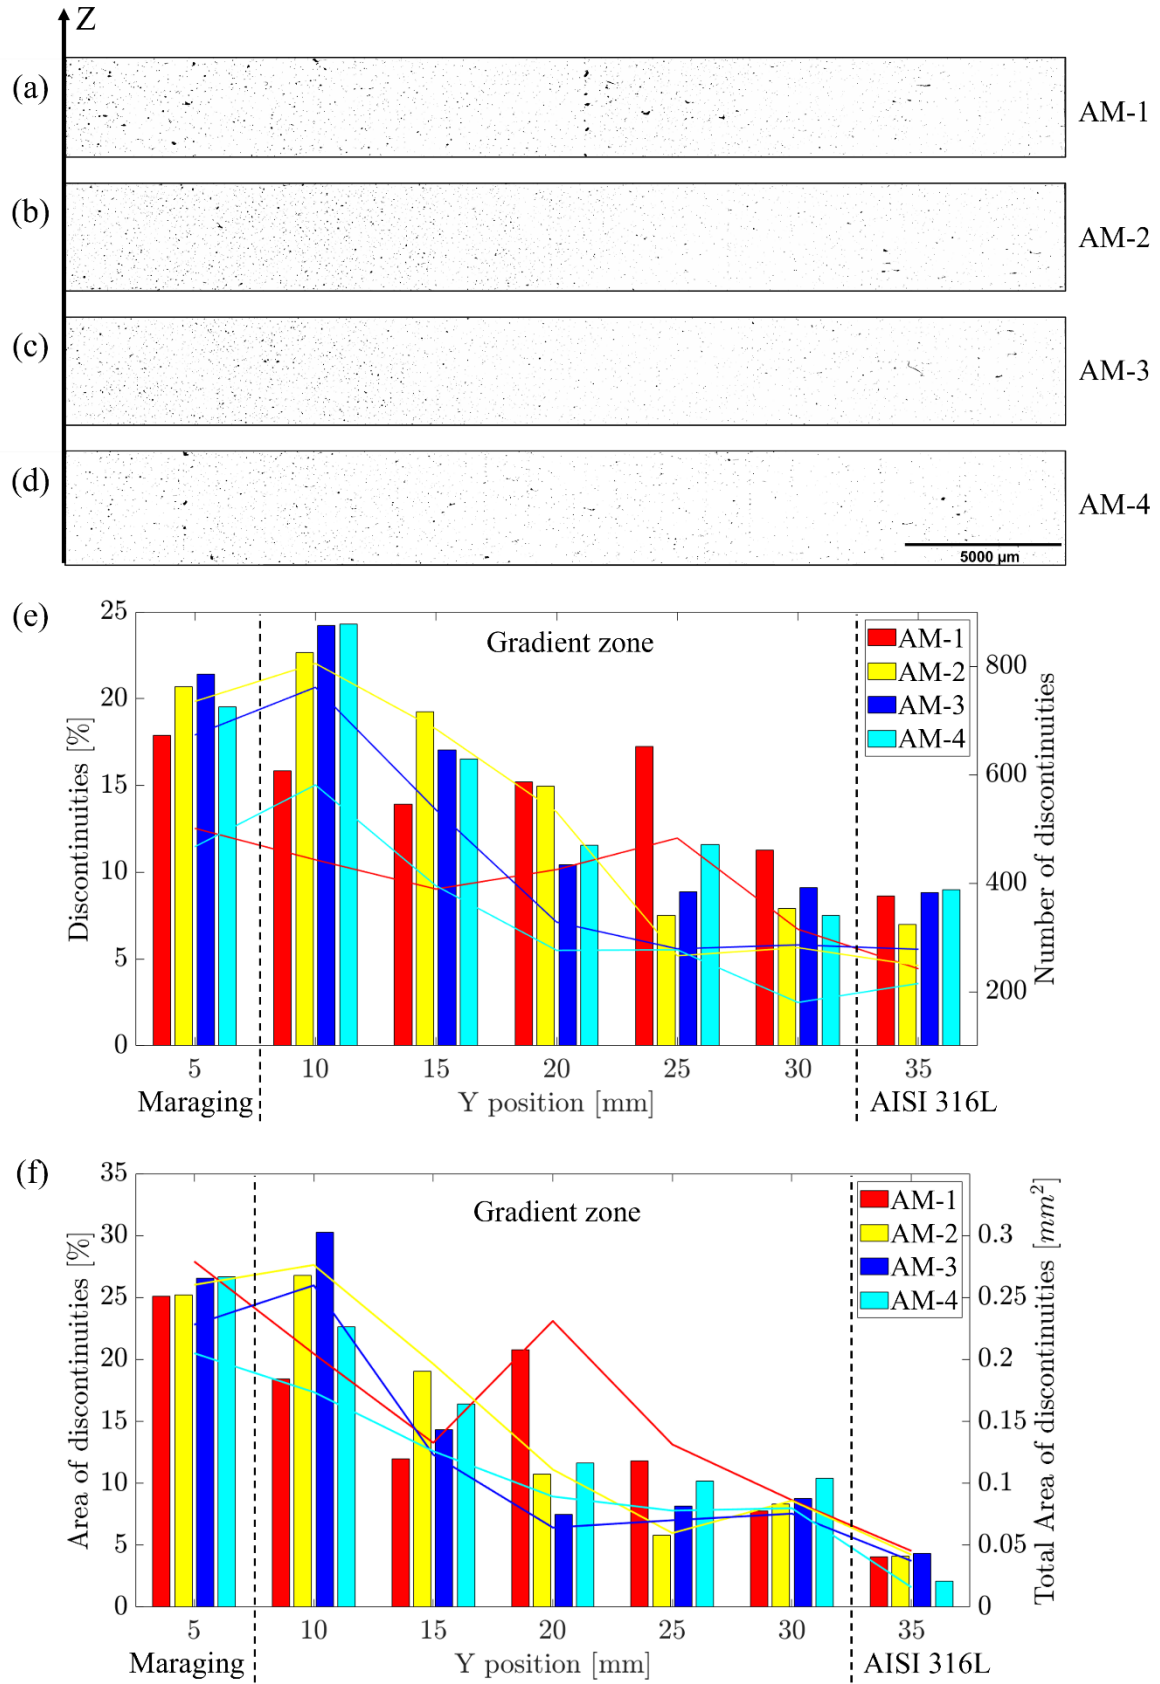 Z
(a)
AM-1
(b)
AM-2
(c)
AM-3
(d)
AM-4
5000 µm
(e)
Discontinuities [%]
25
20
15
10
5
0
Gradient zone
AM-1
AM-2
AM-3
AM-4
800
600
400
200
Number of discontinuities
5 10 15 20 25 30 35
Maraging Y position [mm] AISI 316L
(f)
Area of discontinuities [%]
35
30
25
20
15
10
5
0
Gradient zone
AM-1
AM-2
AM-3
AM-4
0.3
0.25
0.2
0.15
0.1
0.05
0
Total Area of discontinuities [mm²]
5 10 15 20 25 30 35
Maraging Y position [mm] AISI 316L